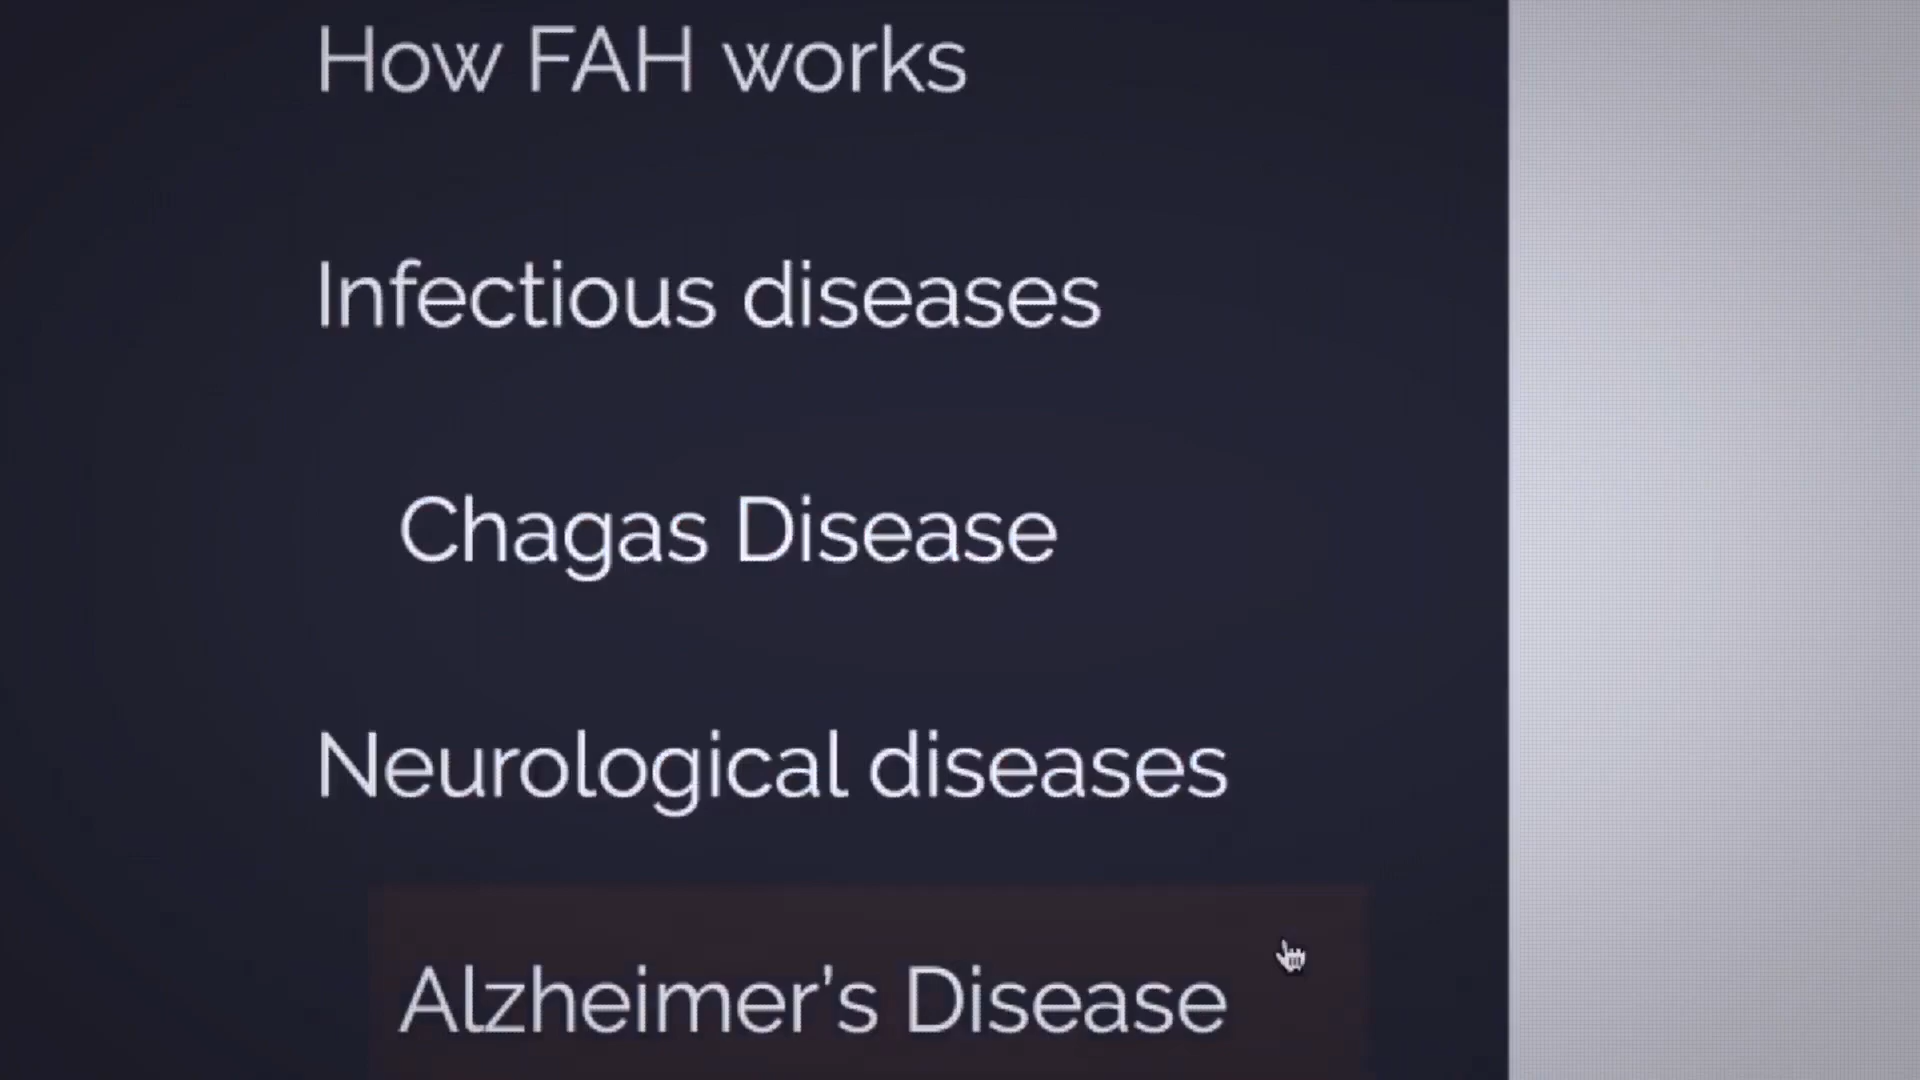 How FAH works
Infectious diseases
Chagas Disease
Neurological diseases
Alzheimer’s Disease